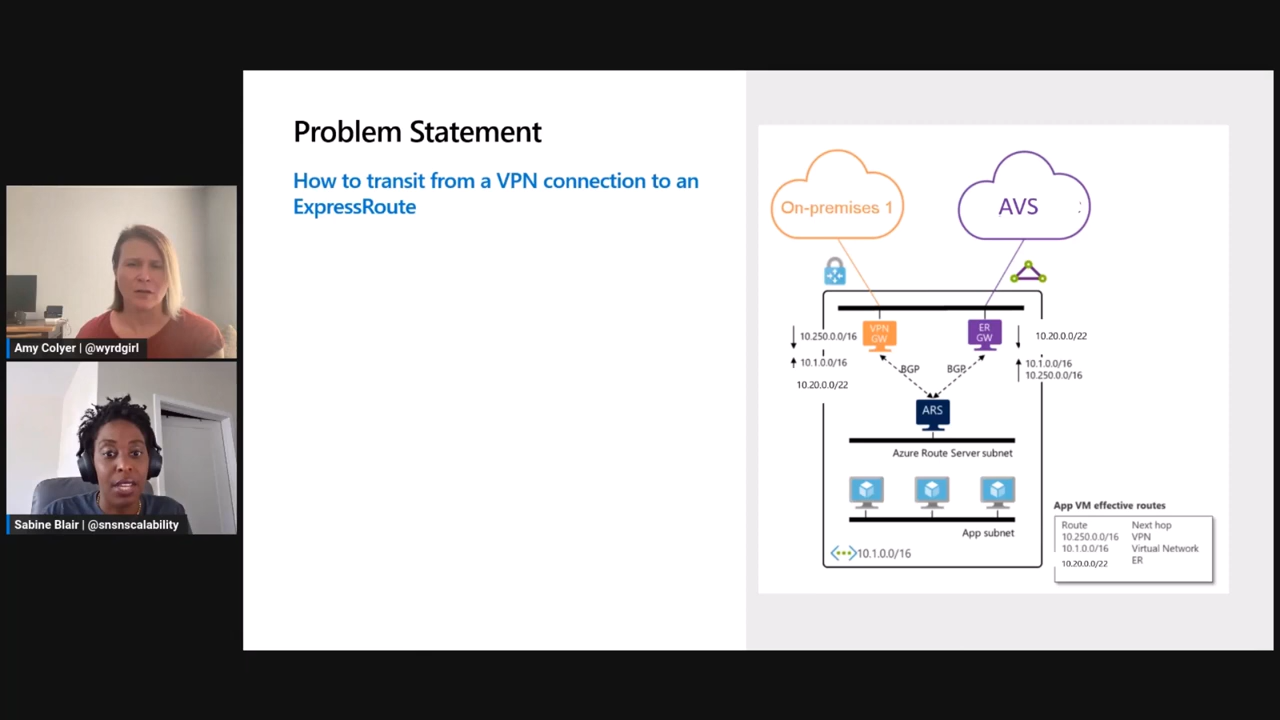 Problem Statement
How to transit from a VPN connection to an
ExpressRoute
Amy Colyer | @wyrdgirl
Sabine Blair | @snsnscalability
On-premises 1
AVS :
VPN
GW
ER
GW
10.250.0.0/16
10.1.0.0/16
10.20.0.0/22
10.20.0.0/22
10.1.0.0/16
10.250.0.0/16
BGP
BGP
ARS
Azure Route Server subnet
App subnet
10.1.0.0/16
App VM effective routes
Route Next hop
10.250.0.0/16 VPN
10.1.0.0/16 Virtual Network
10.20.0.0/22 ER